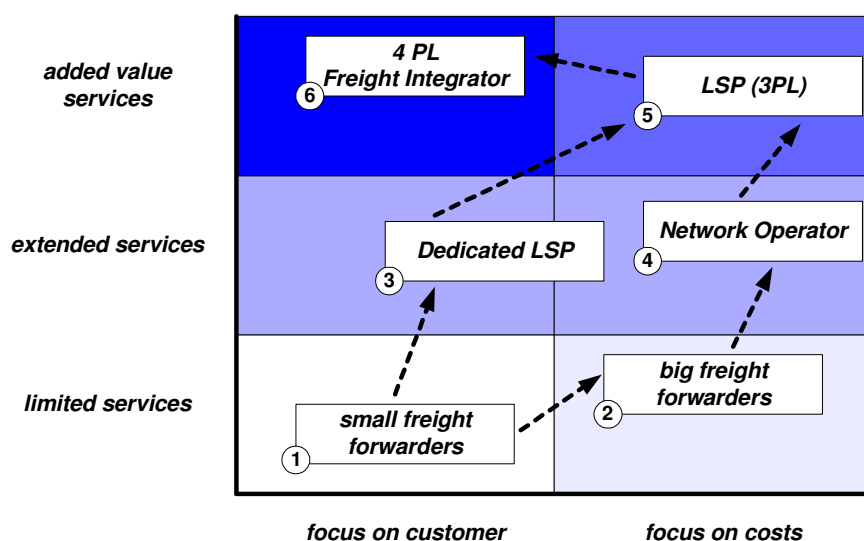 added value
services
4 PL
Freight Integrator
6
LSP (3PL)
5
extended services
Dedicated LSP
3
Network Operator
4
limited services
small freight
forwarders
1
big freight
forwarders
2
focus on customer
focus on costs